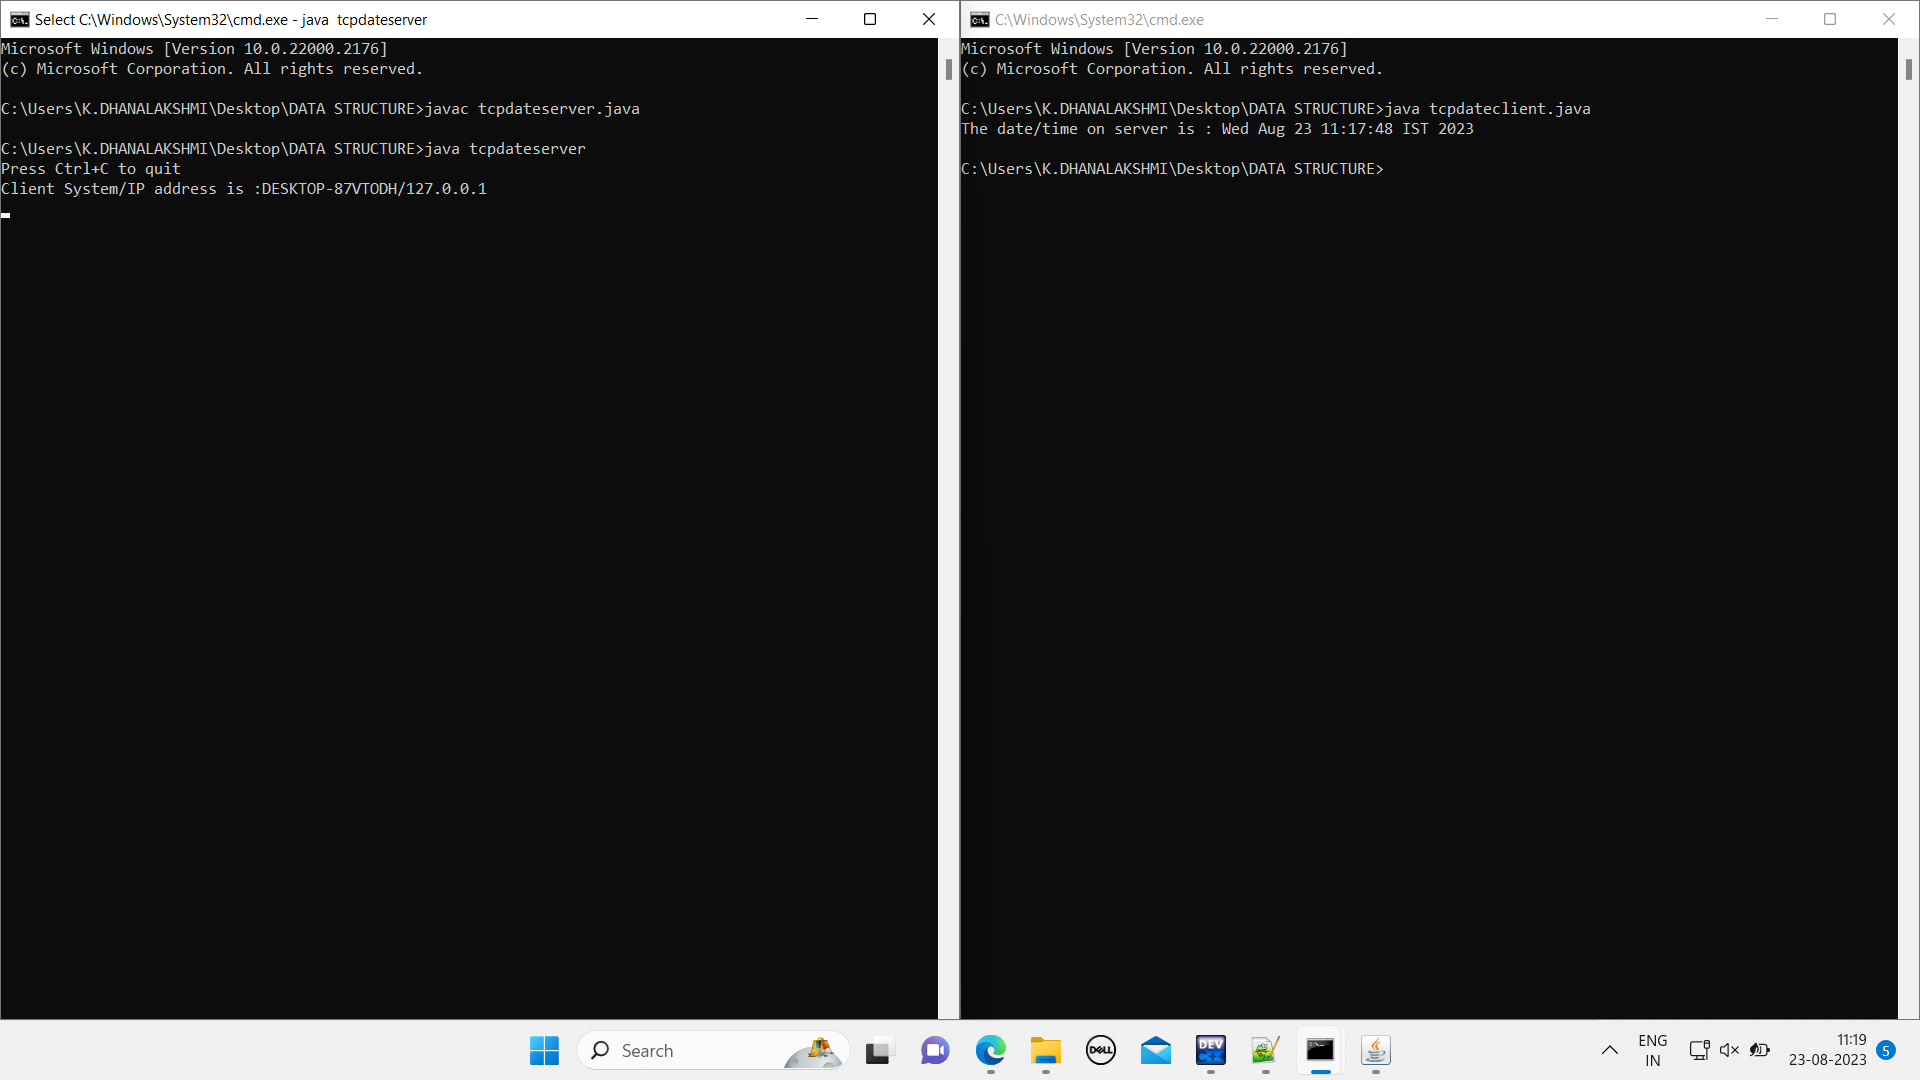 Select C:\Windows\System32\cmd.exe - java  tcpdateserver
Microsoft Windows [Version 10.0.22000.2176]
(c) Microsoft Corporation. All rights reserved.
C:\Users\K.DHANALAKSHMI\Desktop\DATA STRUCTURE>javac tcpdateserver.java
C:\Users\K.DHANALAKSHMI\Desktop\DATA STRUCTURE>java tcpdateserver
Press Ctrl+C to quit
Client System/IP address is :DESKTOP-87VTODH/127.0.0.1
C:\Windows\System32\cmd.exe
Microsoft Windows [Version 10.0.22000.2176]
(c) Microsoft Corporation. All rights reserved.
C:\Users\K.DHANALAKSHMI\Desktop\DATA STRUCTURE>java tcpdateclient.java
The date/time on server is : Wed Aug 23 11:17:48 IST 2023
C:\Users\K.DHANALAKSHMI\Desktop\DATA STRUCTURE>
Search
DELL
DEV
ENG
IN
11:19
23-08-2023
5